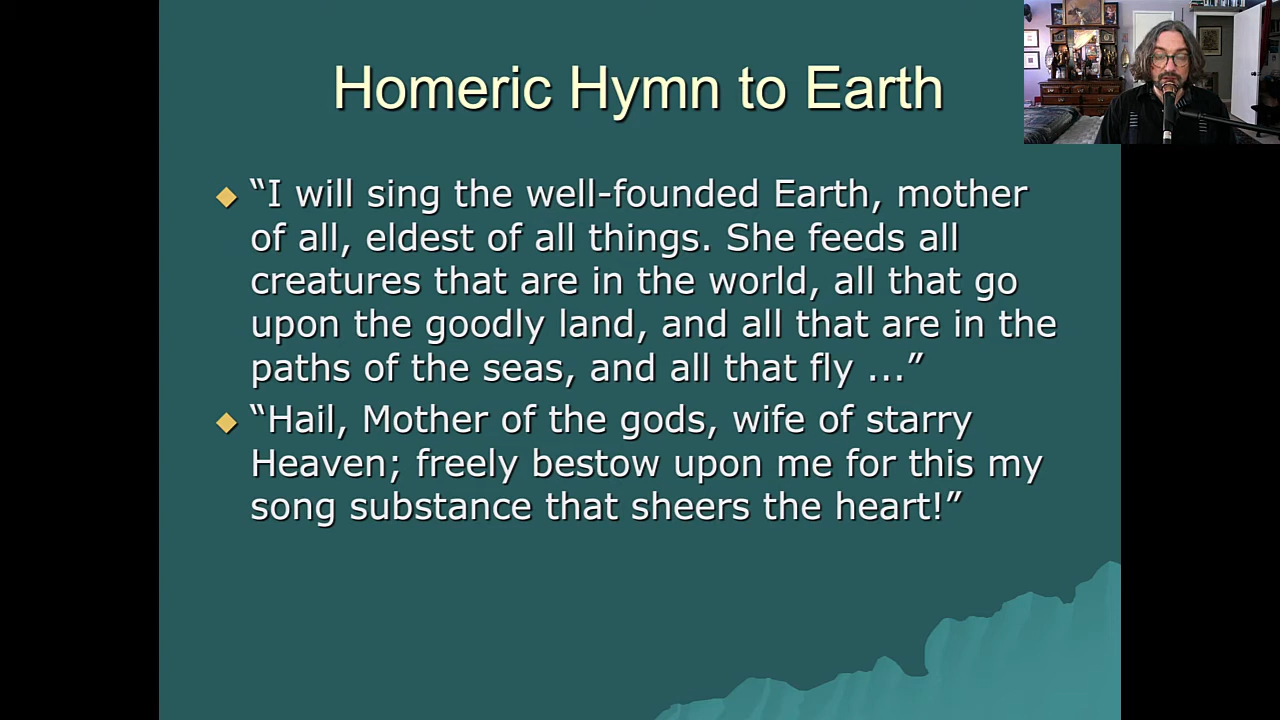 Homeric Hymn to Earth
“I will sing the well-founded Earth, mother
of all, eldest of all things. She feeds all
creatures that are in the world, all that go
upon the goodly land, and all that are in the
paths of the seas, and all that fly ...”
“Hail, Mother of the gods, wife of starry
Heaven; freely bestow upon me for this my
song substance that sheers the heart!”